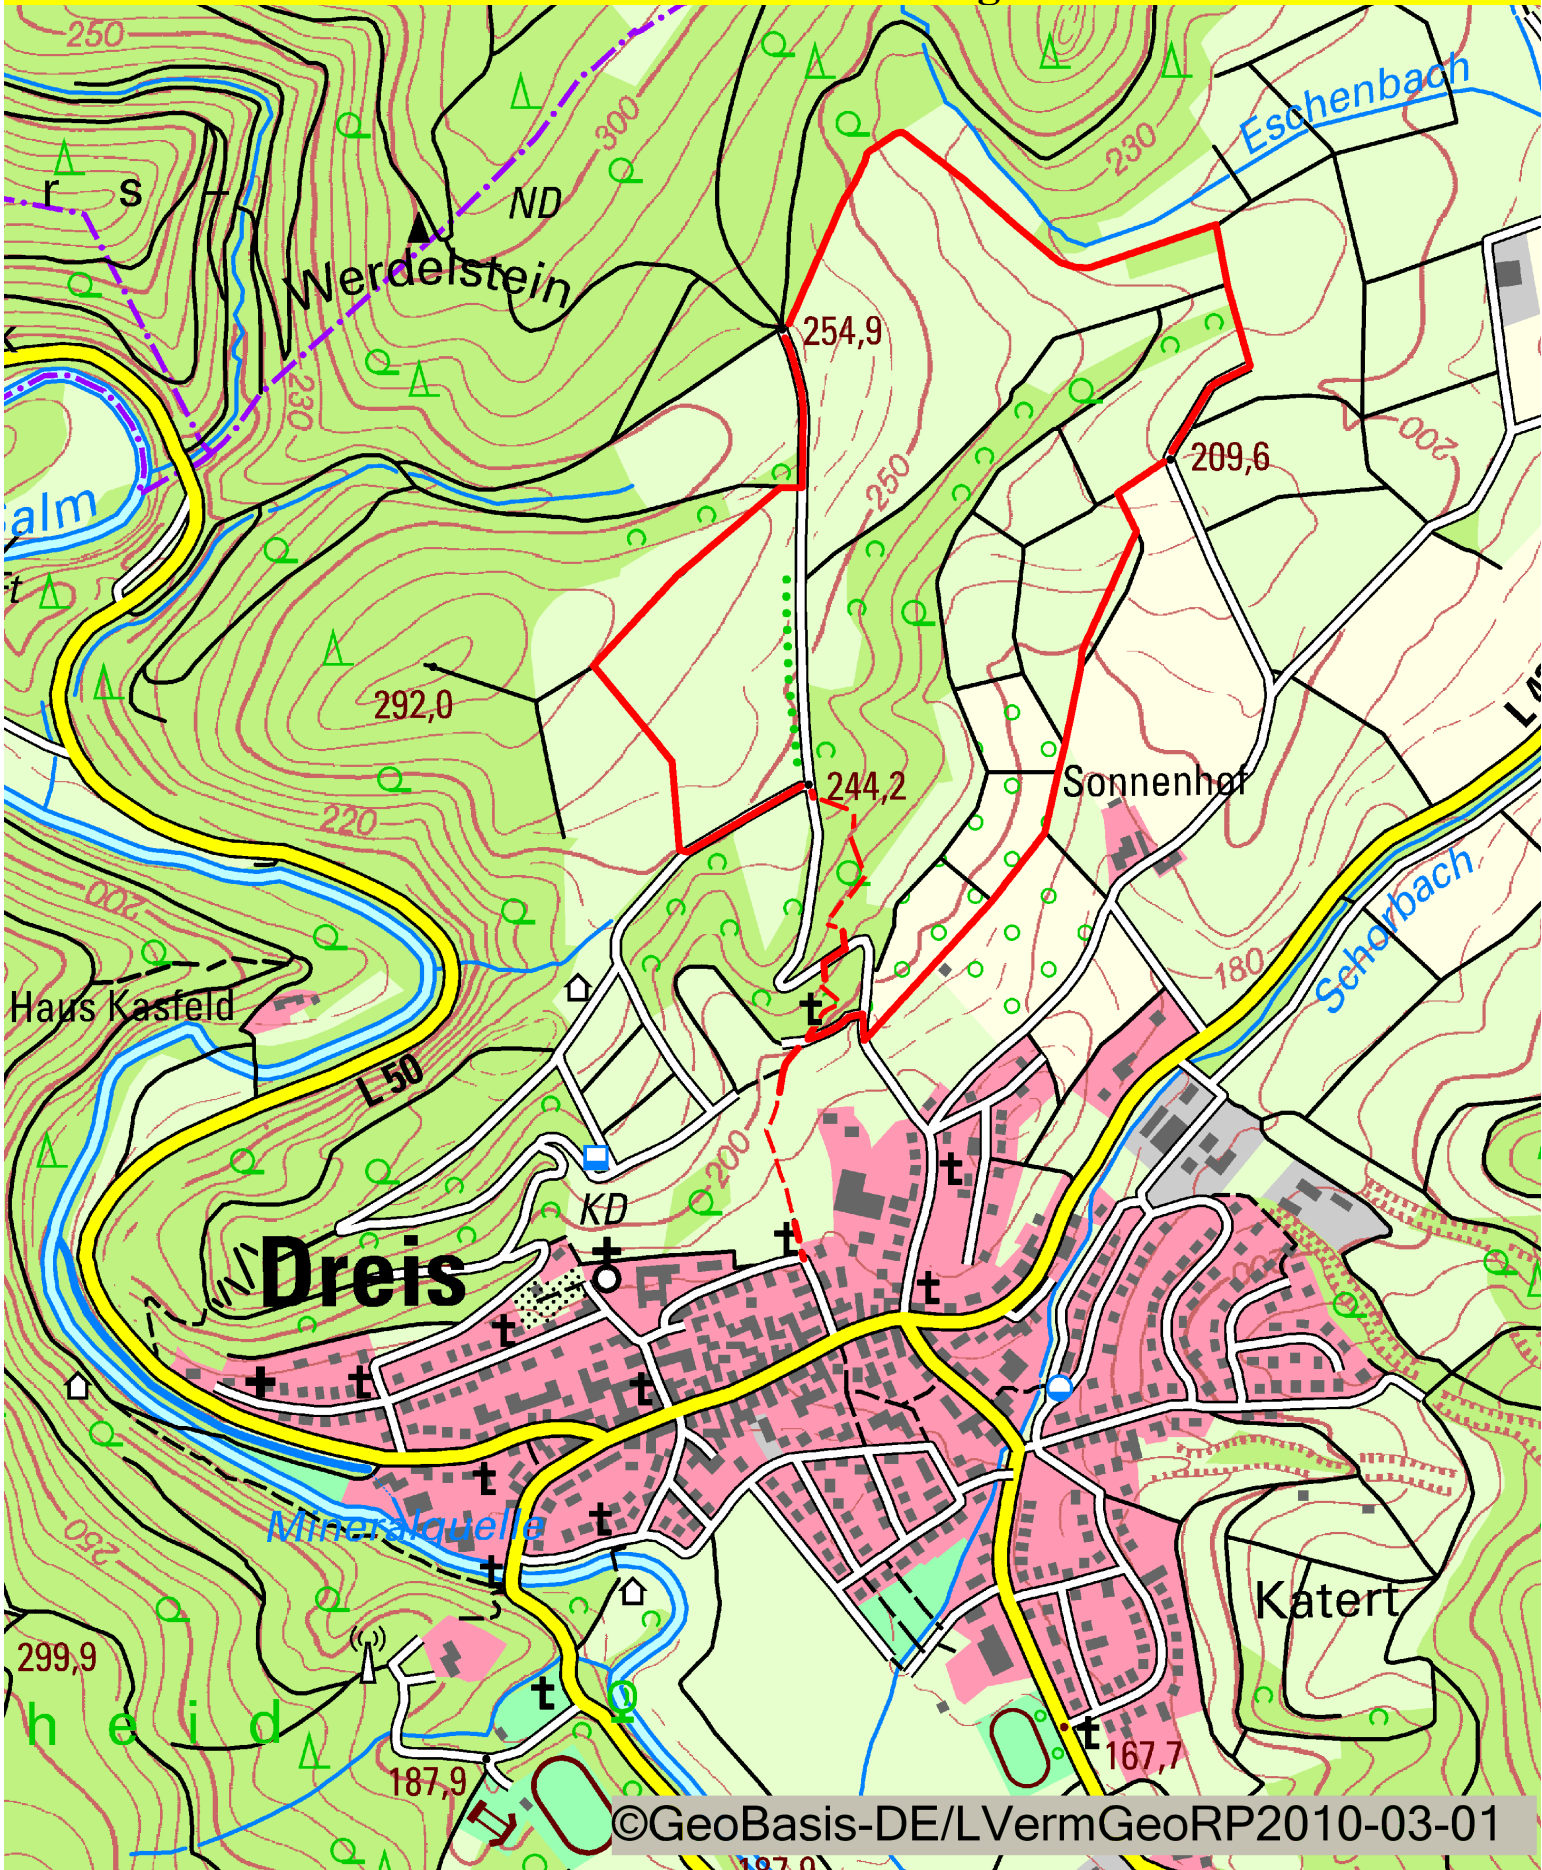 250
300
230
Eschenbach
r s
ND
Werdelstein
254,9
230
200
250
209,6
292,0
244,2
Sonnenhof
220
200
180
Schorbach
Haus Kasfeld
L 50
200
KD
Dreis
Mineralquelle
250
Katert
299,9
h e i d
167,7
187,9
©GeoBasis-DE/LVermGeoRP2010-03-01